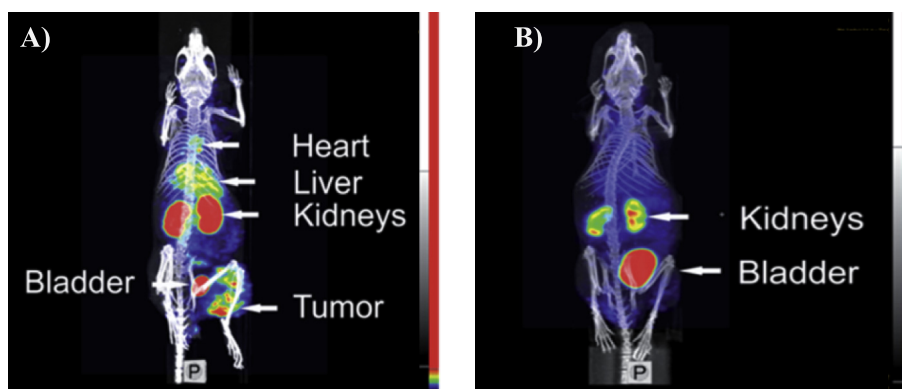 A)
Heart
Liver
Kidneys
Bladder
Tumor
P
B)
Kidneys
Bladder
P